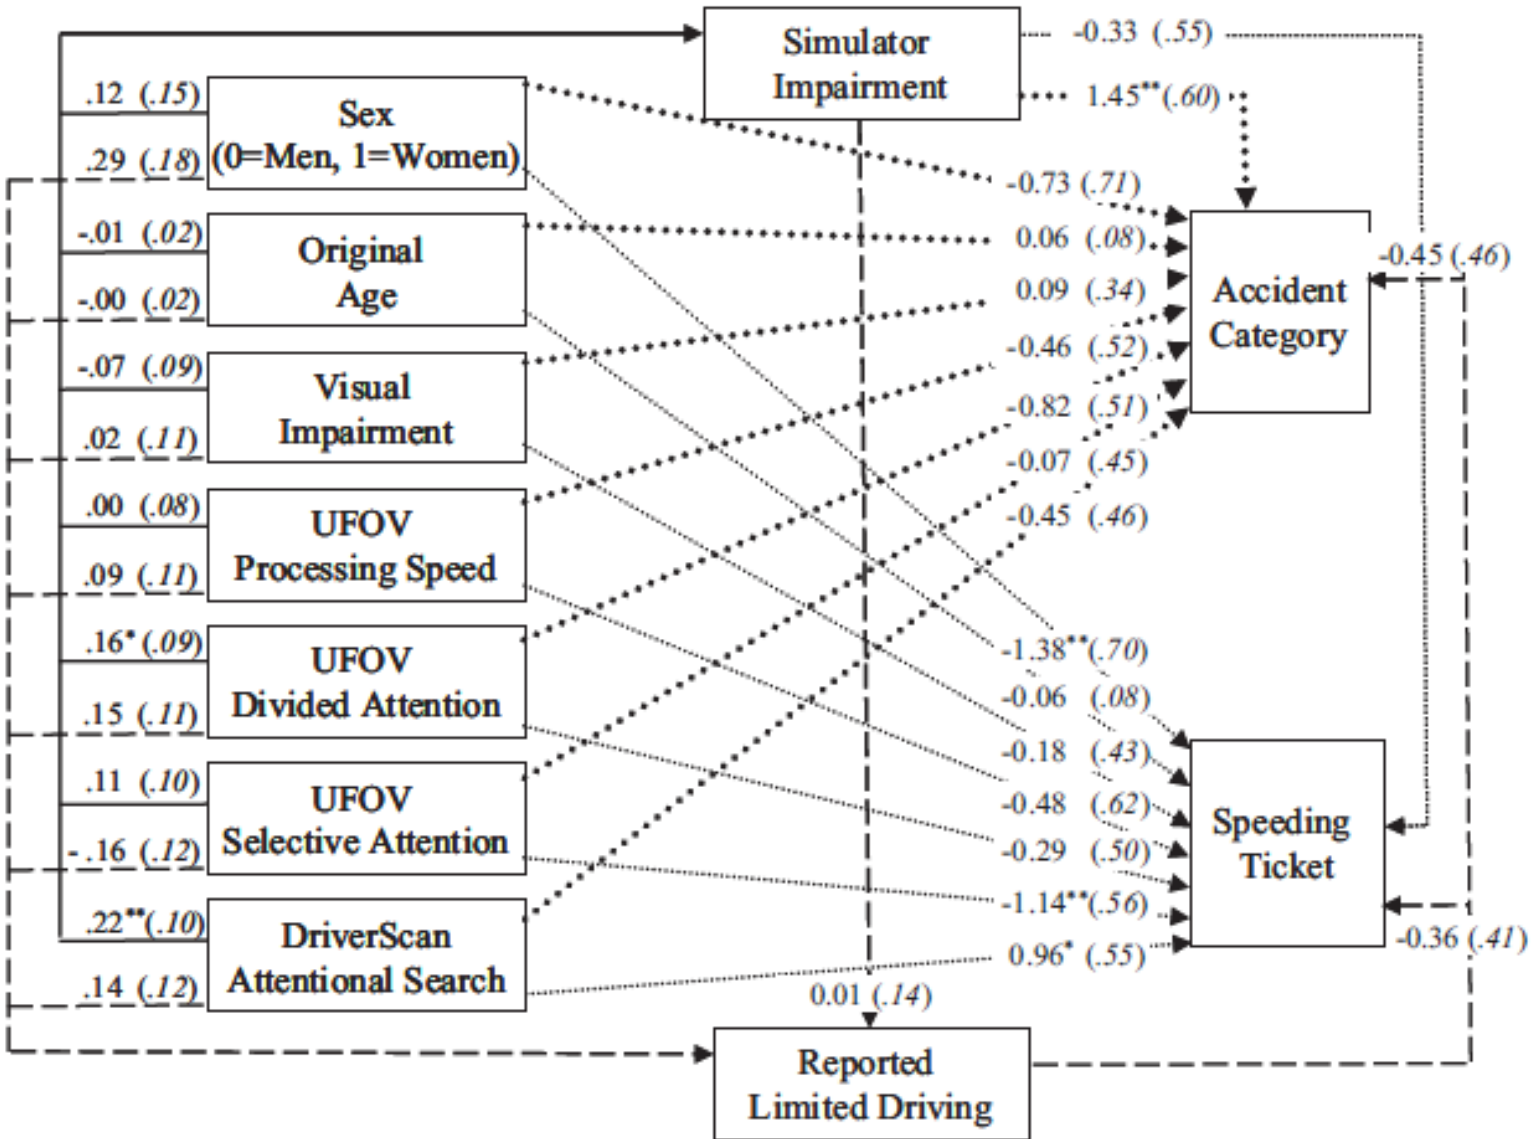 Simulator
Impairment
-0.33 (.55)
1.45**(.60)
.12 (.15)
.29 (.18)
Sex
(0=Men, 1=Women)
-.01 (.02)
-.00 (.02)
Original
Age
-.07 (.09)
.02 (.11)
Visual
Impairment
.00 (.08)
.09 (.11)
UFOV
Processing Speed
.16* (.09)
.15 (.11)
UFOV
Divided Attention
.11 (.10)
-.16 (.12)
UFOV
Selective Attention
.22**(.10)
.14 (.12)
DriverScan
Attentional Search
-0.73 (.71)
0.06 (.08)
0.09 (.34)
-0.46 (.52)
-0.82 (.51)
-0.07 (.45)
-0.45 (.46)
Accident
Category
-0.45 (.46)
-1.38**(.70)
-0.06 (.08)
-0.18 (.43)
-0.48 (.62)
-0.29 (.50)
-1.14**(.56)
0.96* (.55)
Speeding
Ticket
-0.36 (.41)
0.01 (.14)
Reported
Limited Driving